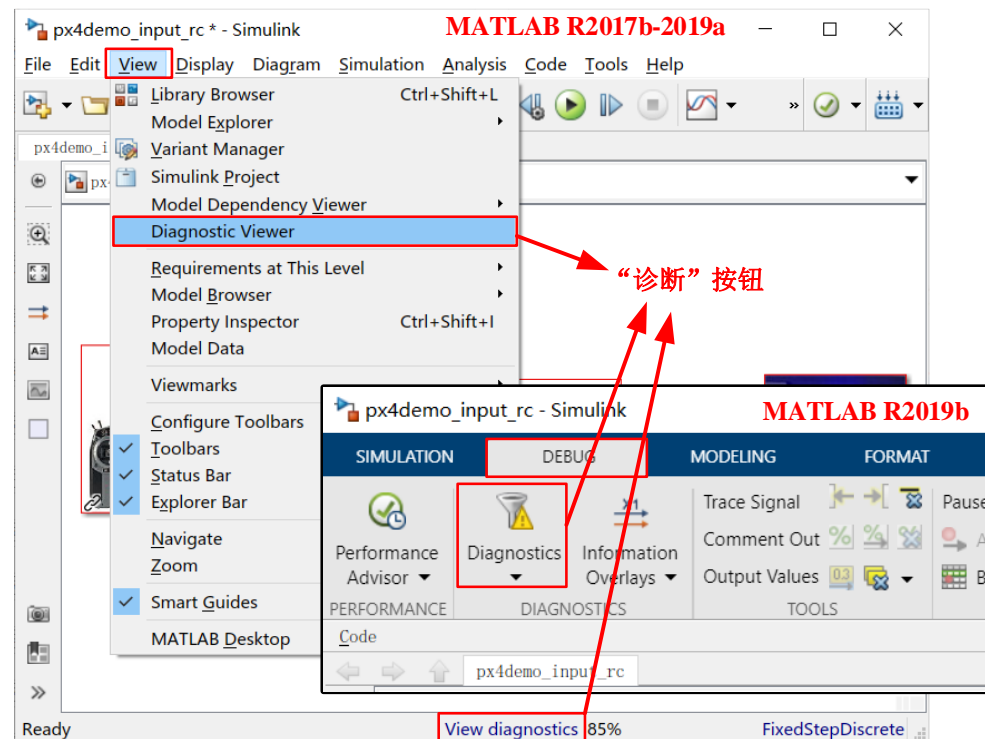 px4demo_input_rc * - Simulink
MATLAB R2017b-2019a
File Edit View Display Diagram Simulation Analysis Code Tools Help
»
px4demo_i
px
Library Browser Ctrl+Shift+L
Model Explorer
Variant Manager
Simulink Project
Model Dependency Viewer
Diagnostic Viewer
Requirements at This Level
Model Browser
Property Inspector Ctrl+Shift+I
Model Data
Viewmarks
Configure Toolbars
Toolbars
Status Bar
Explorer Bar
Navigate
Zoom
Smart Guides
MATLAB Desktop
“诊断”按钮
px4demo_input_rc - Simulink
MATLAB R2019b
SIMULATION DEBUG MODELING FORMAT
Performance Advisor
Diagnostics
Information Overlays
Trace Signal
Comment Out
Output Values
Pause
B
PERFORMANCE DIAGNOSTICS TOOLS
Code
px4demo_input_rc
Ready View diagnostics 85% FixedStepDiscrete